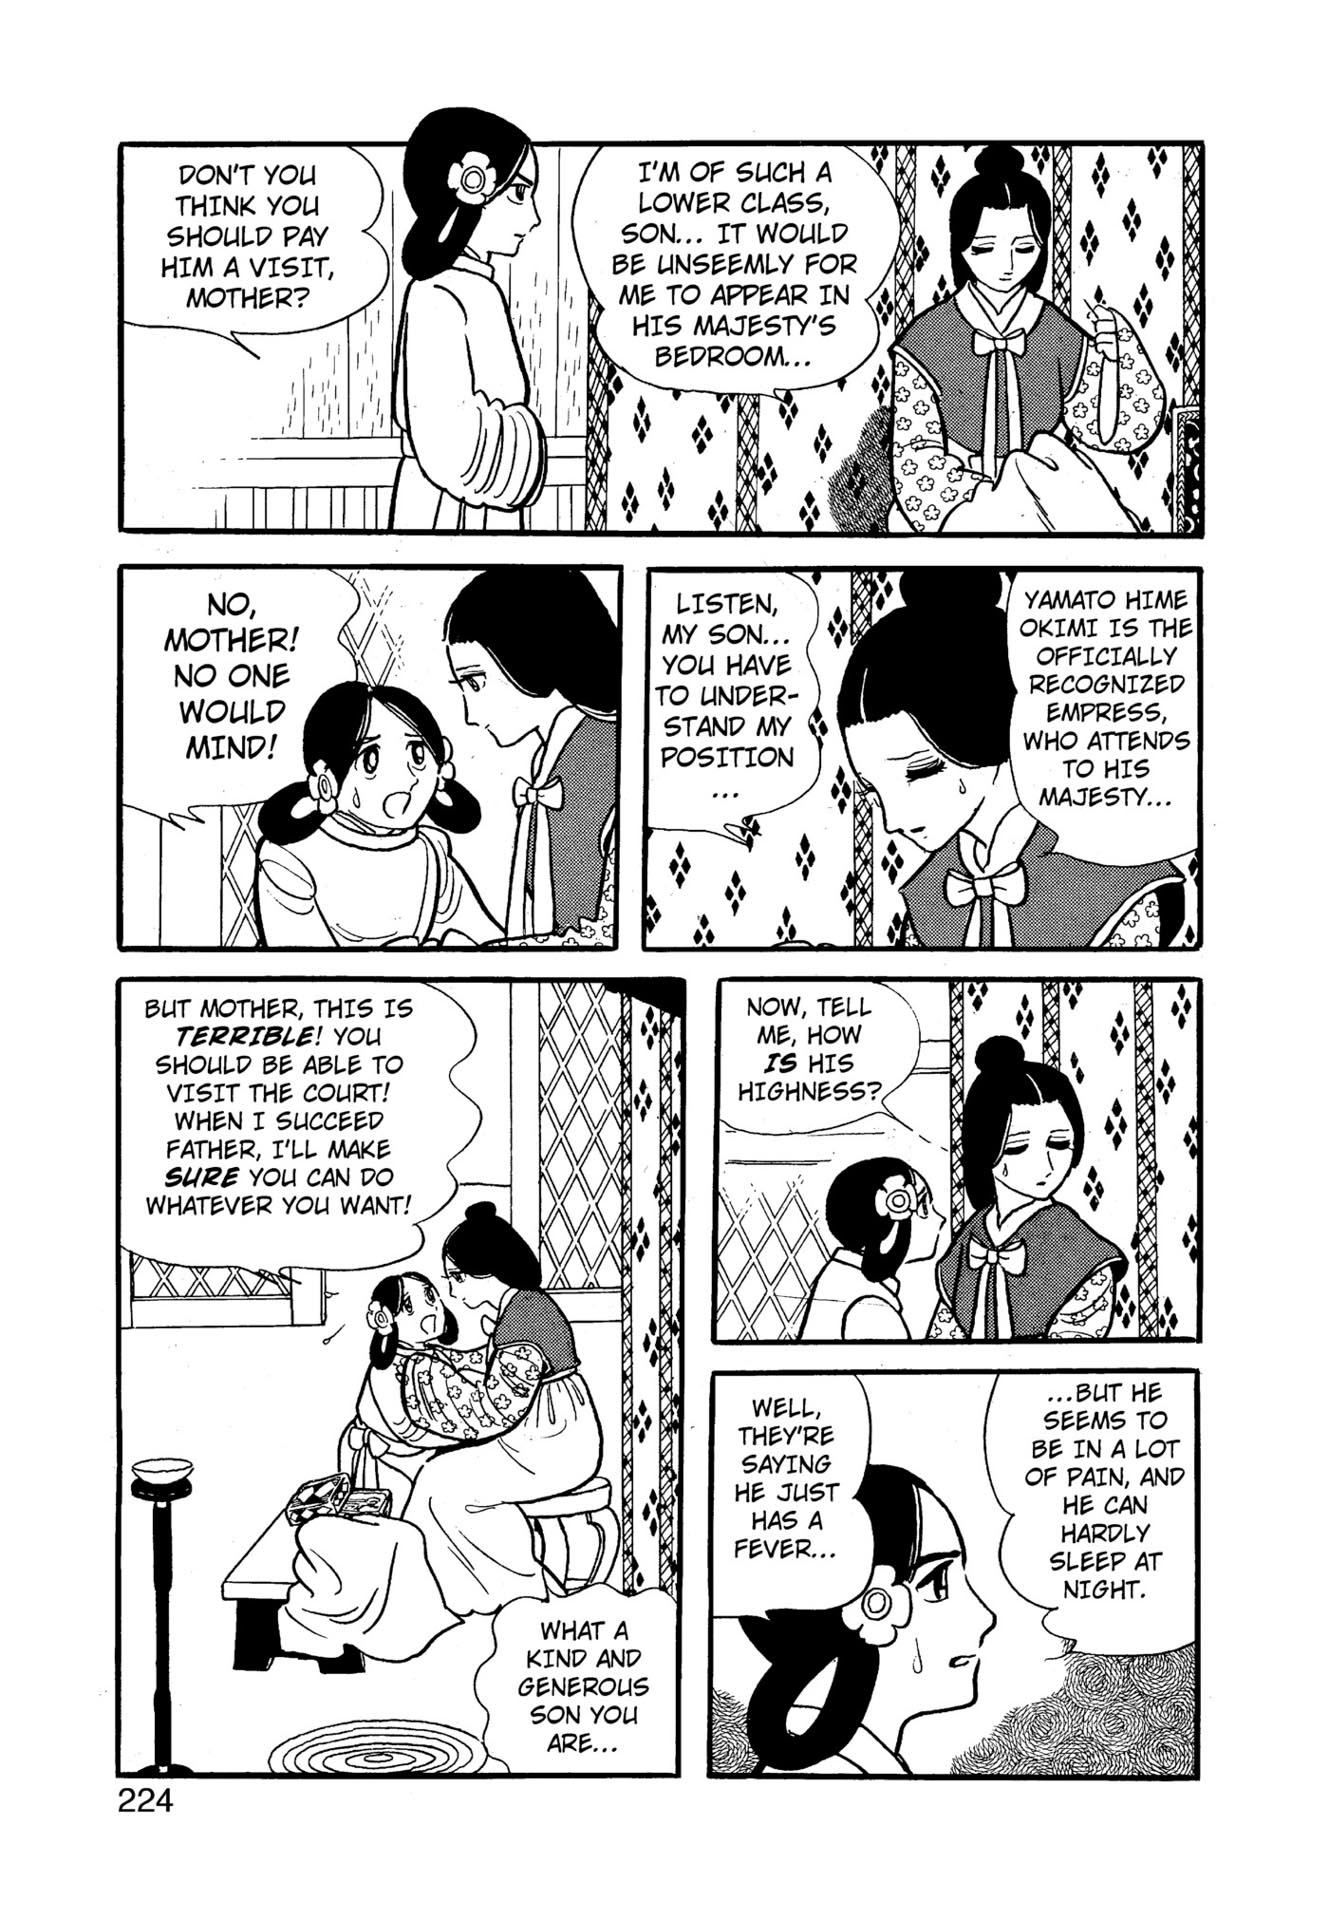 DON'T YOU
THINK YOU
SHOULD PAY
HIM A VISIT,
MOTHER?
I'M OF SUCH A
LOWER CLASS,
SON... IT WOULD
BE UNSEEMLY FOR
ME TO APPEAR IN
HIS MAJESTY'S
BEDROOM...
NO,
MOTHER!
NO ONE
WOULD
MIND!
LISTEN,
MY SON...
YOU HAVE
TO UNDER-
STAND MY
POSITION
...
YAMATO HIME
OKIMI IS THE
OFFICIALLY
RECOGNIZED
EMPRESS,
WHO ATTENDS
TO HIS
MAJESTY...
BUT MOTHER, THIS IS
TERRIBLE! YOU
SHOULD BE ABLE TO
VISIT THE COURT!
WHEN I SUCCEED
FATHER, I'LL MAKE
SURE YOU CAN DO
WHATEVER YOU WANT!
WHAT A
KIND AND
GENEROUS
SON YOU
ARE...
NOW, TELL
ME, HOW
IS HIS
HIGHNESS?
WELL,
THEY'RE
SAYING
HE JUST
HAS A
FEVER...
...BUT HE
SEEMS TO
BE IN A LOT
OF PAIN, AND
HE CAN
HARDLY
SLEEP AT
NIGHT.
224